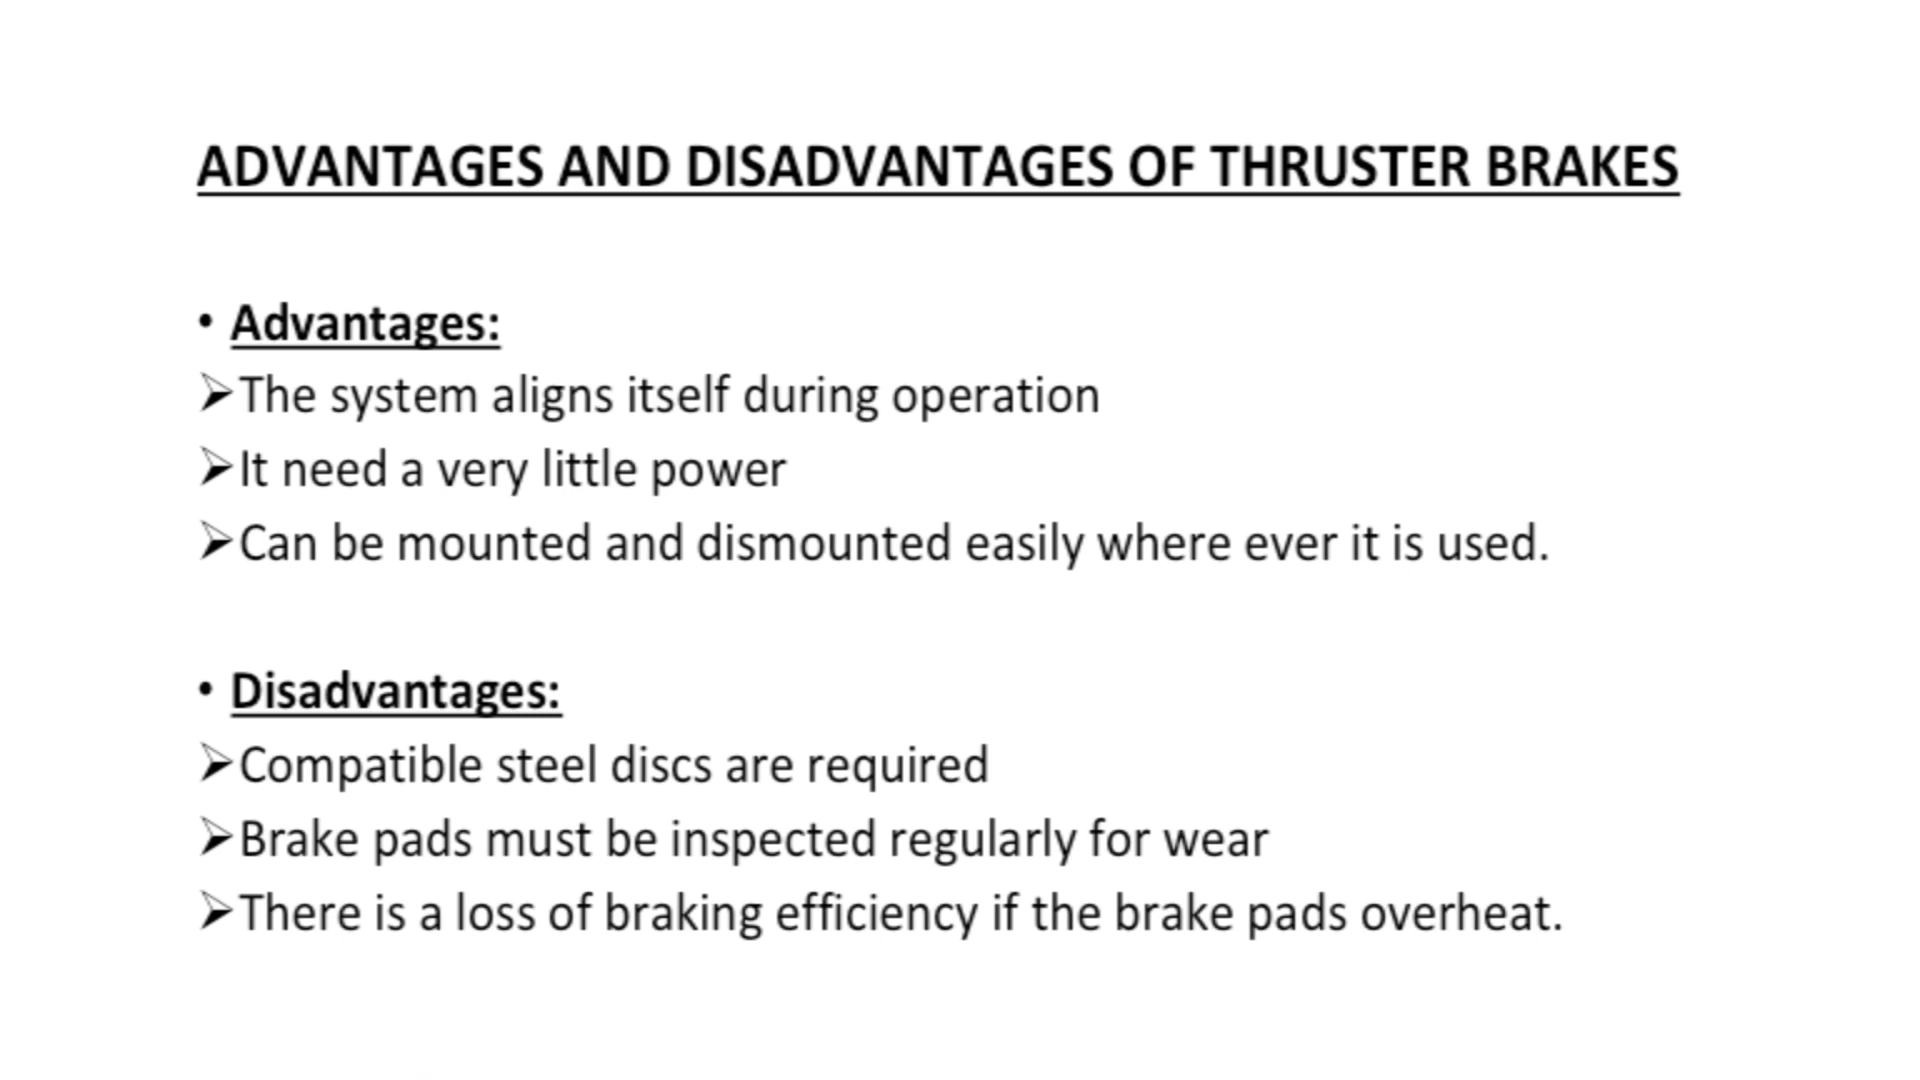 ADVANTAGES AND DISADVANTAGES OF THRUSTER BRAKES
• Advantages:
➢The system aligns itself during operation
➢It need a very little power
➢Can be mounted and dismounted easily where ever it is used.
• Disadvantages:
➢Compatible steel discs are required
➢Brake pads must be inspected regularly for wear
➢There is a loss of braking efficiency if the brake pads overheat.